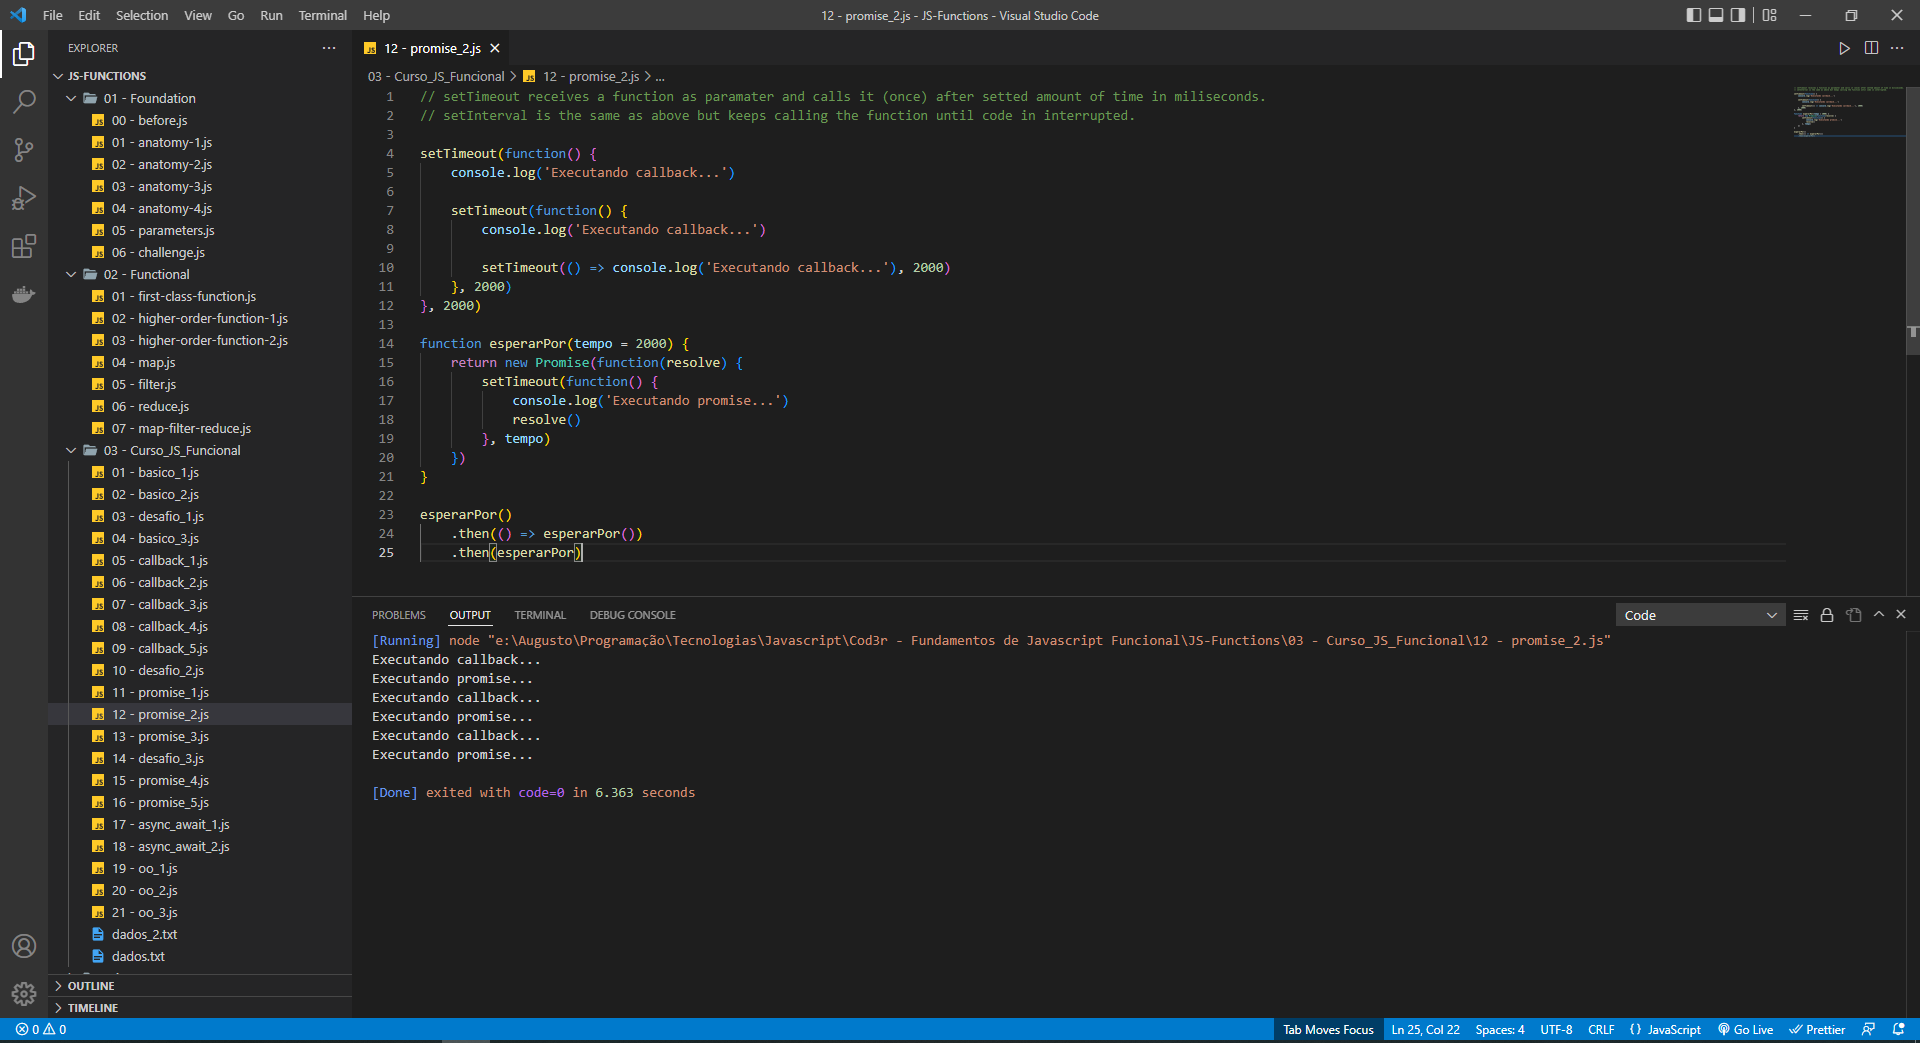 File Edit Selection View Go Run Terminal Help
12 - promise_2.js - JS-Functions - Visual Studio Code
EXPLORER
JS-FUNCTIONS
01 - Foundation
00 - before.js
01 - anatomy-1.js
02 - anatomy-2.js
03 - anatomy-3.js
04 - anatomy-4.js
05 - parameters.js
06 - challenge.js
02 - Functional
01 - first-class-function.js
02 - higher-order-function-1.js
03 - higher-order-function-2.js
04 - map.js
05 - filter.js
06 - reduce.js
07 - map-filter-reduce.js
03 - Curso_JS_Funcional
01 - basico_1.js
02 - basico_2.js
03 - desafio_1.js
04 - basico_3.js
05 - callback_1.js
06 - callback_2.js
07 - callback_3.js
08 - callback_4.js
09 - callback_5.js
10 - desafio_2.js
11 - promise_1.js
12 - promise_2.js
13 - promise_3.js
14 - desafio_3.js
15 - promise_4.js
16 - promise_5.js
17 - async_await_1.js
18 - async_await_2.js
19 - oo_1.js
20 - oo_2.js
21 - oo_3.js
dados_2.txt
dados.txt
OUTLINE
TIMELINE
12 - promise_2.js
03 - Curso_JS_Funcional > 12 - promise_2.js > ...
1 // setTimeout receives a function as paramater and calls it (once) after setted amount of time in miliseconds.
2 // setInterval is the same as above but keeps calling the function until code in interrupted.
3
4 setTimeout(function() {
5 console.log('Executando callback...')
6
7 setTimeout(function() {
8 console.log('Executando callback...')
9
10 setTimeout(() => console.log('Executando callback...'), 2000)
11 }, 2000)
12 }, 2000)
13
14 function esperarPor(tempo = 2000) {
15 return new Promise(function(resolve) {
16 setTimeout(function() {
17 console.log('Executando promise...')
18 resolve()
19 }, tempo)
20 })
21 }
22
23 esperarPor()
24 .then(() => esperarPor())
25 .then(esperarPor)
PROBLEMS OUTPUT TERMINAL DEBUG CONSOLE
Code
[Running] node "e:\Augusto\Programação\Tecnologias\Javascript\Cod3r - Fundamentos de Javascript Funcional\JS-Functions\03 - Curso_JS_Funcional\12 - promise_2.js"
Executando callback...
Executando promise...
Executando callback...
Executando promise...
Executando callback...
Executando promise...
[Done] exited with code=0 in 6.363 seconds
0 0
Tab Moves Focus Ln 25, Col 22 Spaces: 4 UTF-8 CRLF {} JavaScript Go Live Prettier